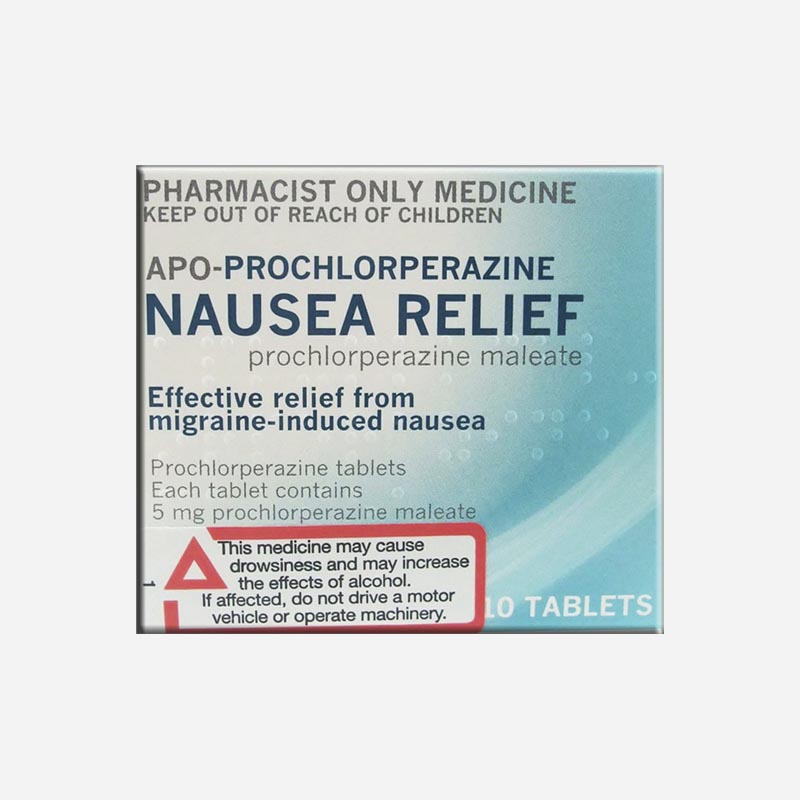 PHARMACIST ONLY MEDICINE
KEEP OUT OF REACH OF CHILDREN
APO-PROCHLORPERAZINE
NAUSEA RELIEF
prochlorperazine maleate
Effective relief from
migraine-induced nausea
Prochlorperazine tablets
Each tablet contains
5 mg prochlorperazine maleate
This medicine may cause
drowsiness and may increase
the effects of alcohol.
If affected, do not drive a motor
vehicle or operate machinery.
1
10 TABLETS